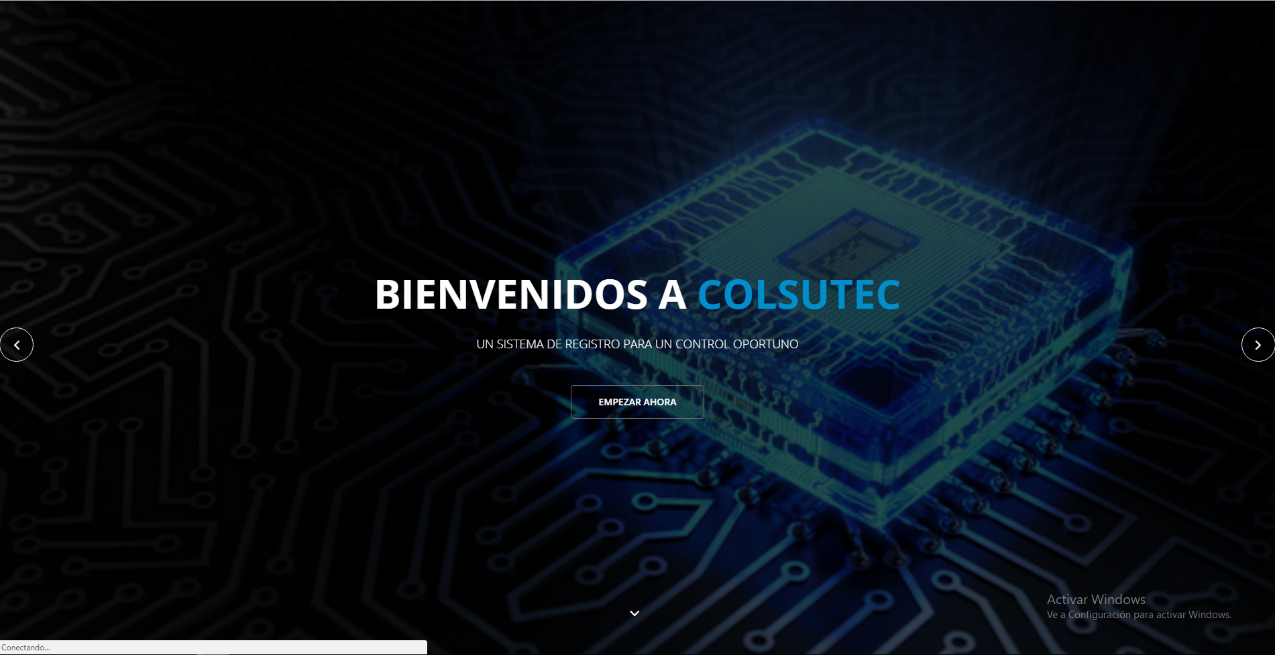 BIENVENIDOS A COLSUTEC
UN SISTEMA DE REGISTRO PARA UN CONTROL OPORTUNO
EMPEZAR AHORA
Activar Windows
Ve a Configuración para activar Windows.
Conectando...